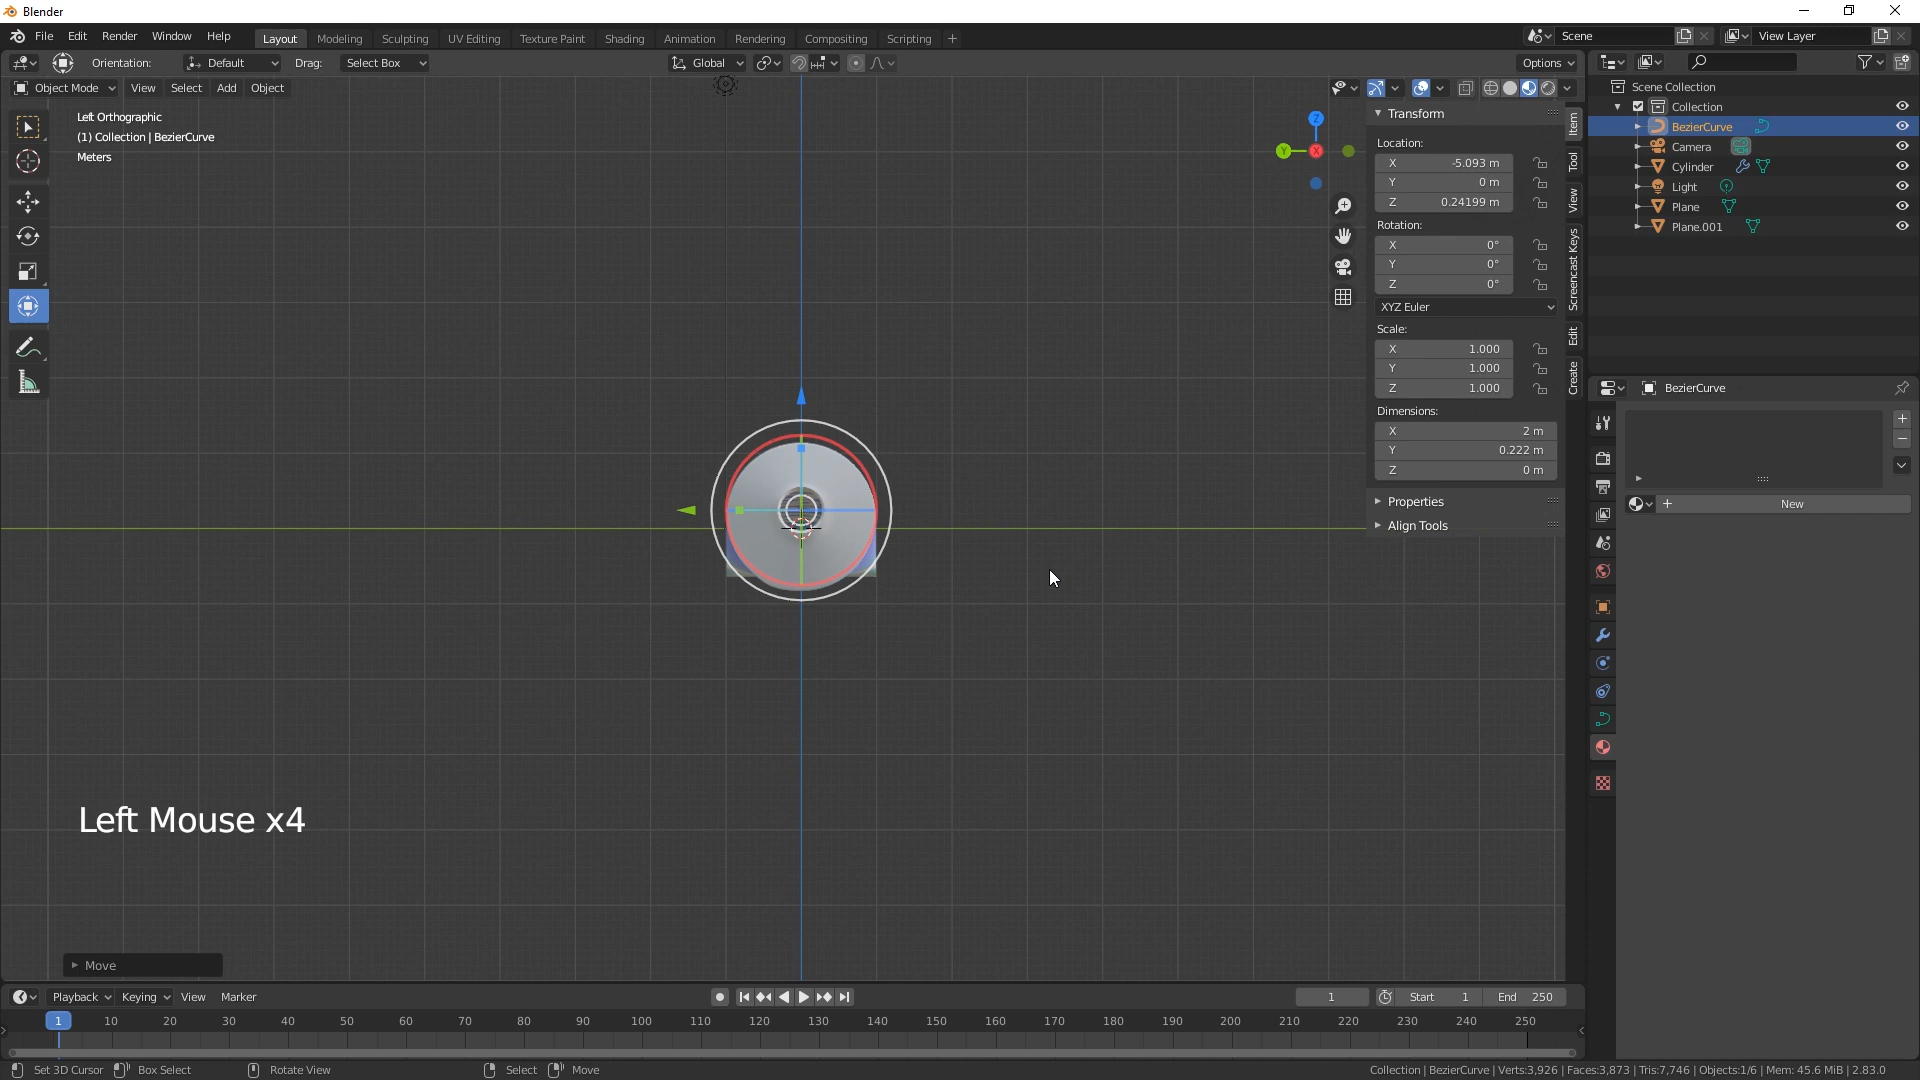 Blender
File Edit Render Window Help Layout Modeling Sculpting UV Editing Texture Paint Shading Animation Rendering Compositing Scripting + Scene View Layer
Orientation: Default Drag: Select Box Global Options
Object Mode View Select Add Object
Left Orthographic
(1) Collection | BezierCurve
Meters
Z
Y
X
Transform
Location:
X -5.093 m
Y 0 m
Z 0.24199 m
Rotation:
X 0°
Y 0°
Z 0°
XYZ Euler
Scale:
X 1.000
Y 1.000
Z 1.000
Dimensions:
X 2 m
Y 0.222 m
Z 0 m
Properties
Align Tools
Item
Tool
View
Screencast Keys
Edit
Create
Scene Collection
Collection
BezierCurve
Camera
Cylinder
Light
Plane
Plane.001
BezierCurve
New
Left Mouse x4
Move
Playback Keying View Marker 1 Start 1 End 250
1 10 20 30 40 50 60 70 80 90 100 110 120 130 140 150 160 170 180 190 200 210 220 230 240 250
Set 3D Cursor Box Select Rotate View Select Move Collection | BezierCurve | Verts:3,926 | Faces:3,873 | Tris:7,746 | Objects:1/6 | Mem: 45.6 MiB | 2.83.0